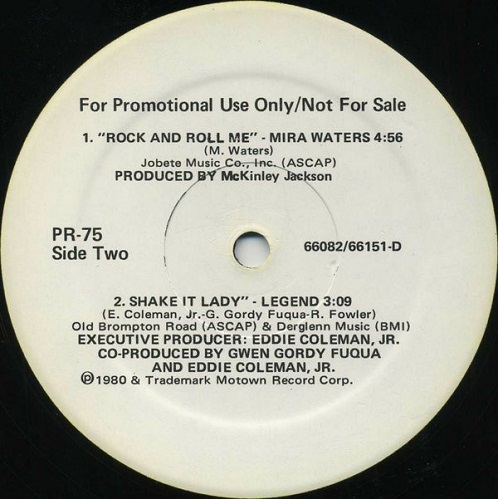 For Promotional Use Only/Not For Sale
1. "ROCK AND ROLL ME" - MIRA WATERS 4:56
(M. Waters)
Jobete Music Co., Inc. (ASCAP)
PRODUCED BY McKinley Jackson
PR-75
Side Two
66082/66151-D
2. SHAKE IT LADY" - LEGEND 3:09
(E. Coleman, Jr.-G. Gordy Fuqua-R. Fowler)
Old Brompton Road (ASCAP) & Derglenn Music (BMI)
EXECUTIVE PRODUCER: EDDIE COLEMAN, JR.
CO-PRODUCED BY GWEN GORDY FUQUA
AND EDDIE COLEMAN, JR.
℗1980 & Trademark Motown Record Corp.